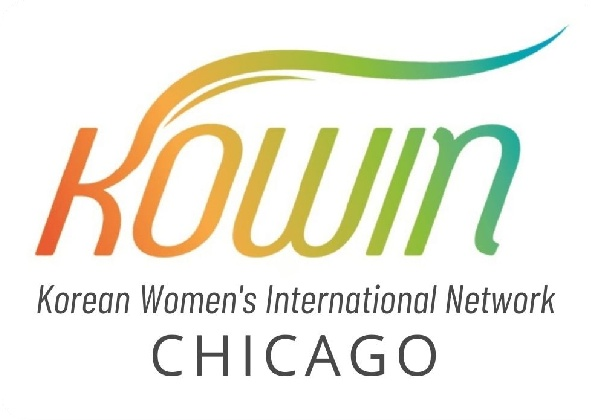 KOWIN
Korean Women's International Network
CHICAGO